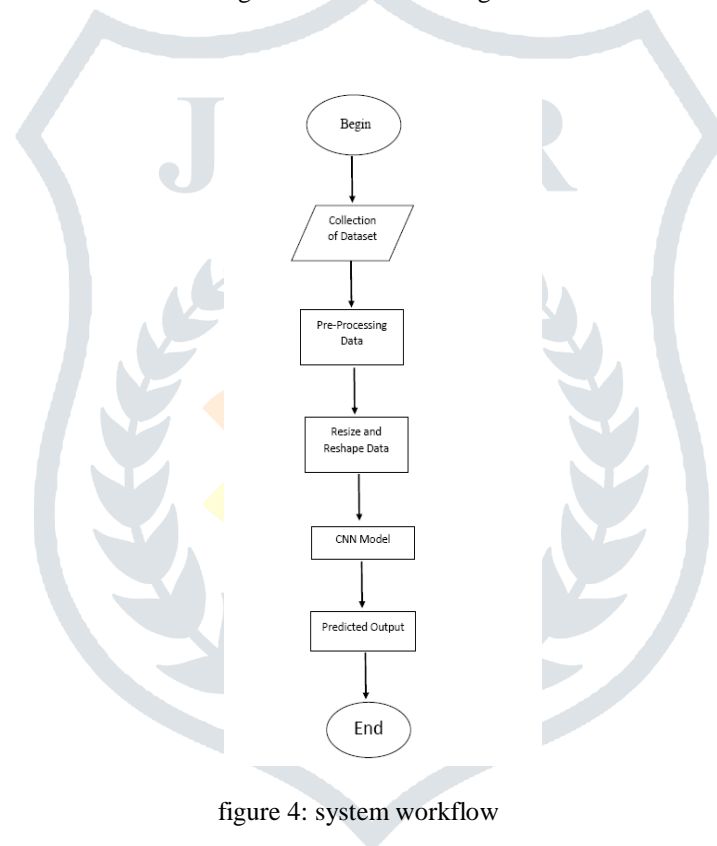 J R
Begin
Collection
of Dataset
Pre-Processing
Data
Resize and
Reshape Data
CNN Model
Predicted Output
End
figure 4: system workflow